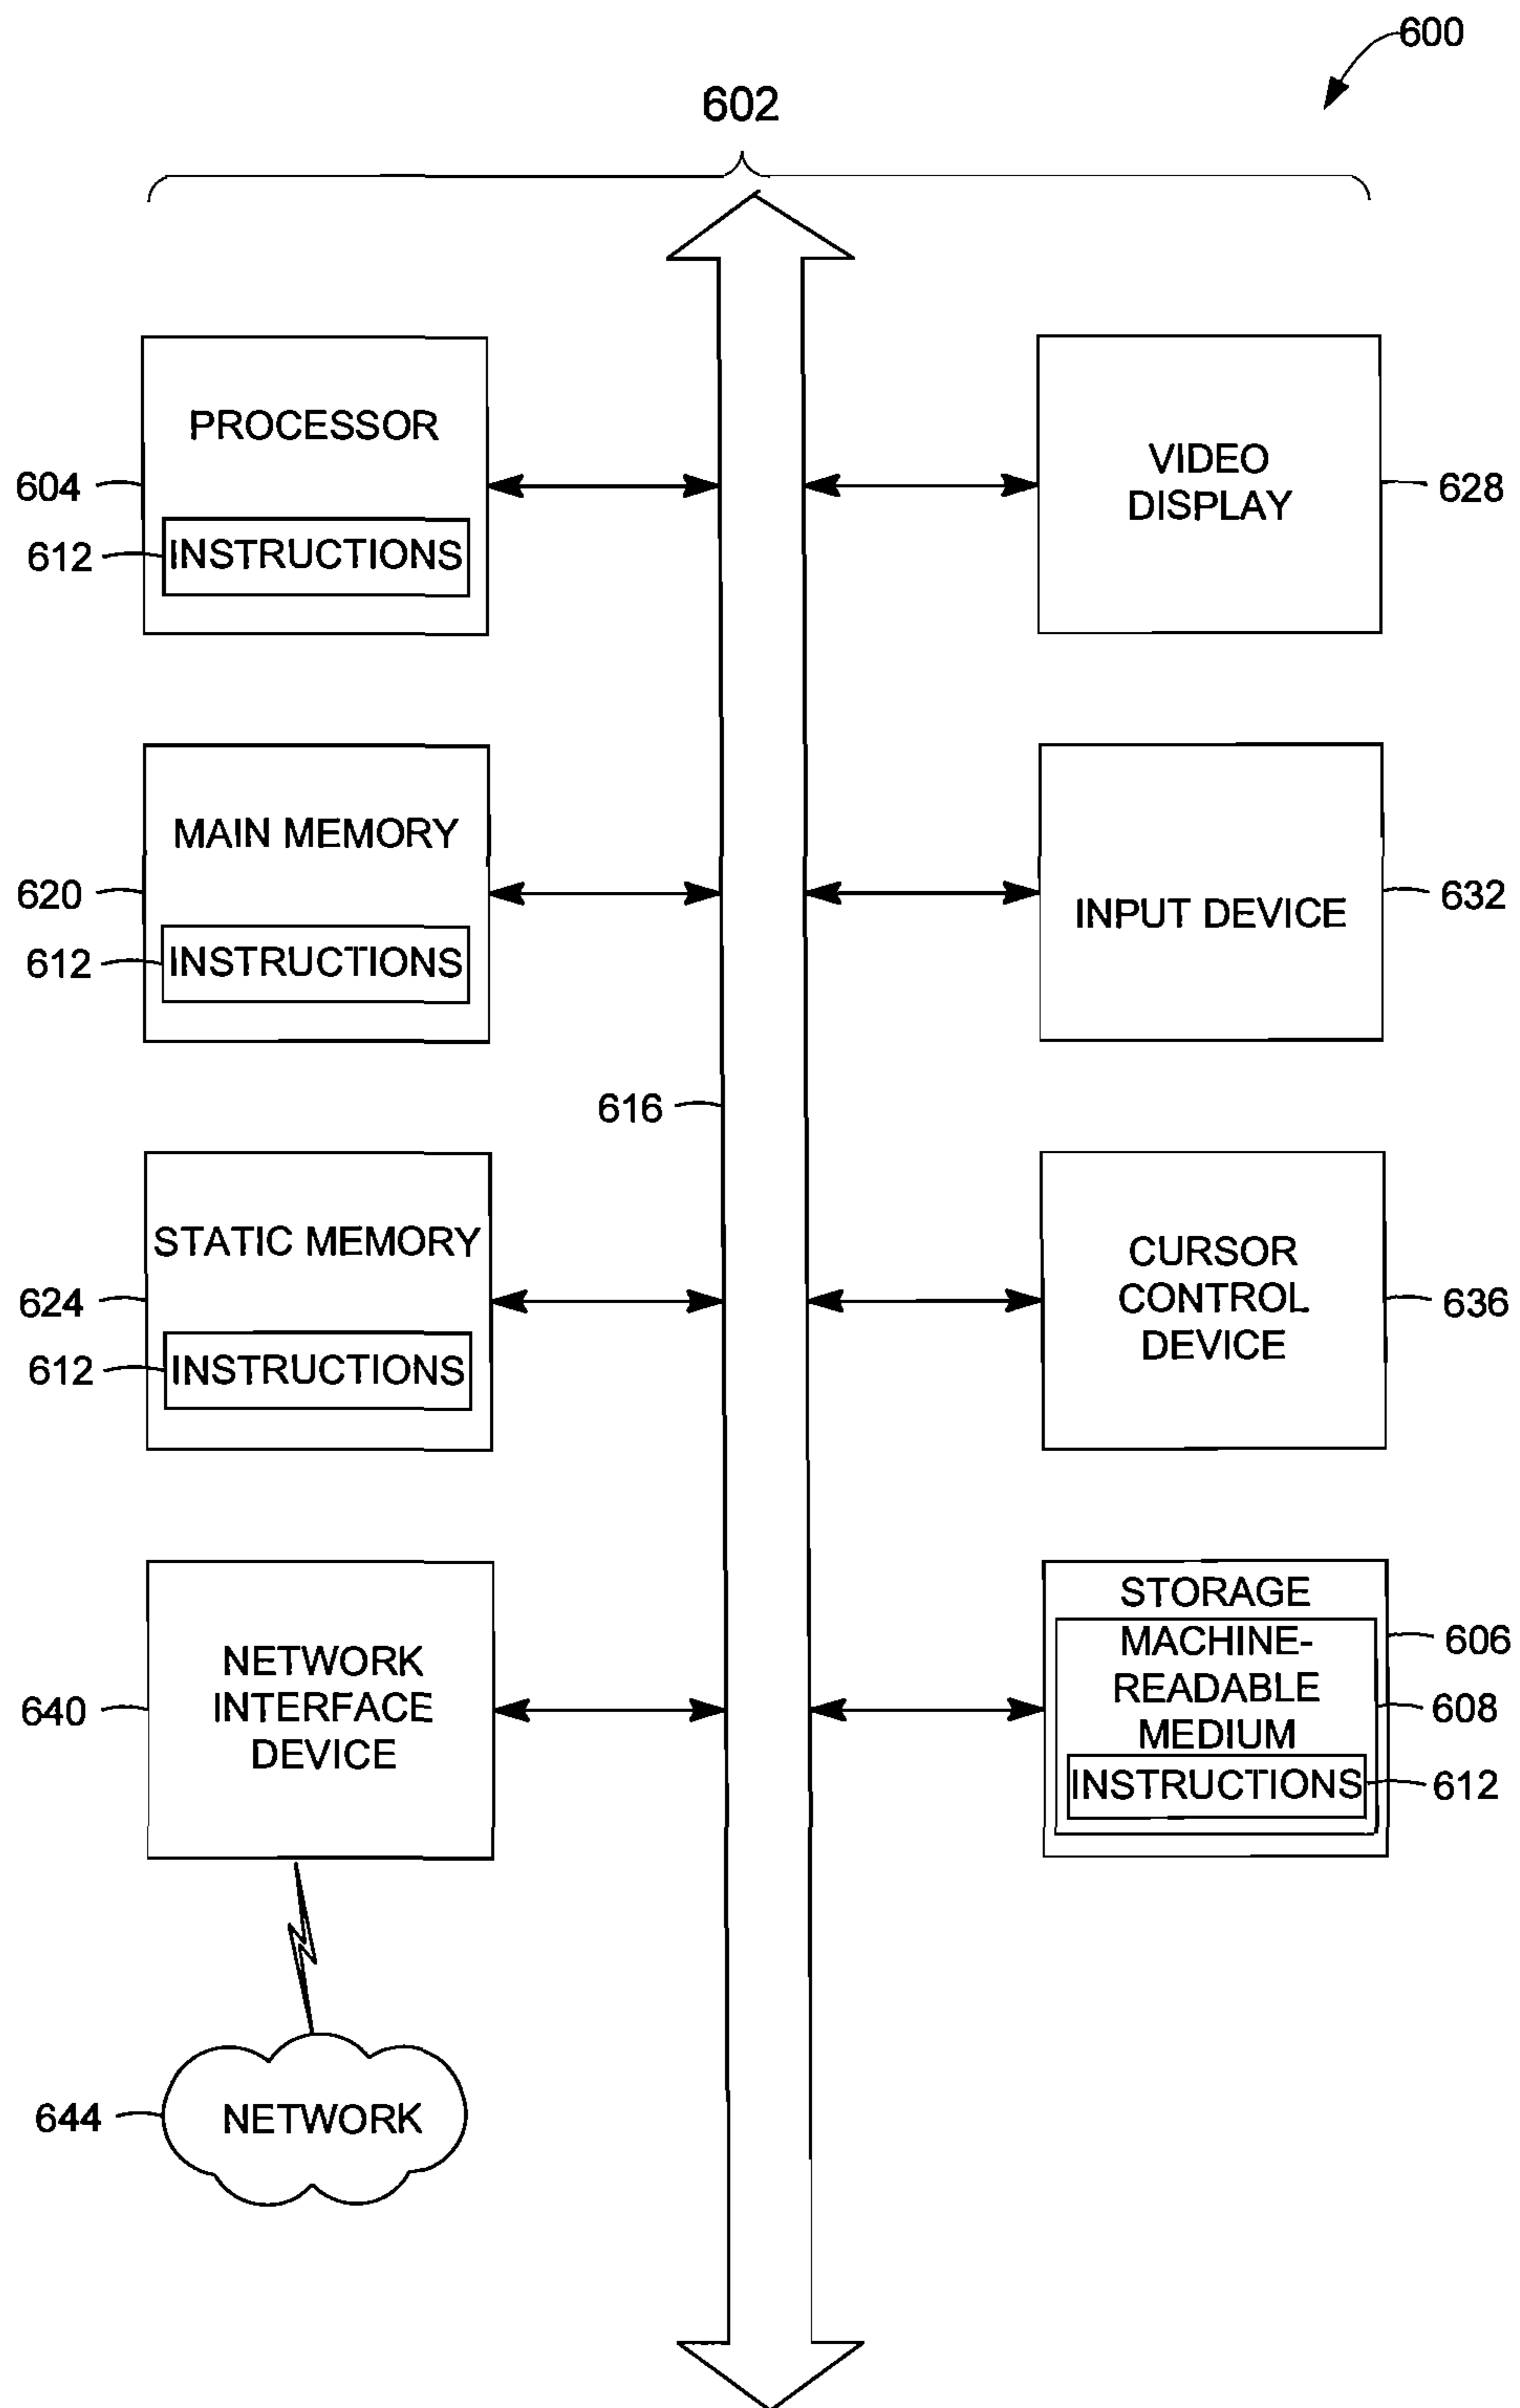 600
602
PROCESSOR
604
612
INSTRUCTIONS
VIDEO
DISPLAY
628
MAIN MEMORY
620
612
INSTRUCTIONS
INPUT DEVICE
632
616
STATIC MEMORY
624
612
INSTRUCTIONS
CURSOR
CONTROL
DEVICE
636
NETWORK
INTERFACE
DEVICE
640
STORAGE
606
MACHINE-
READABLE
MEDIUM
608
INSTRUCTIONS
612
644
NETWORK